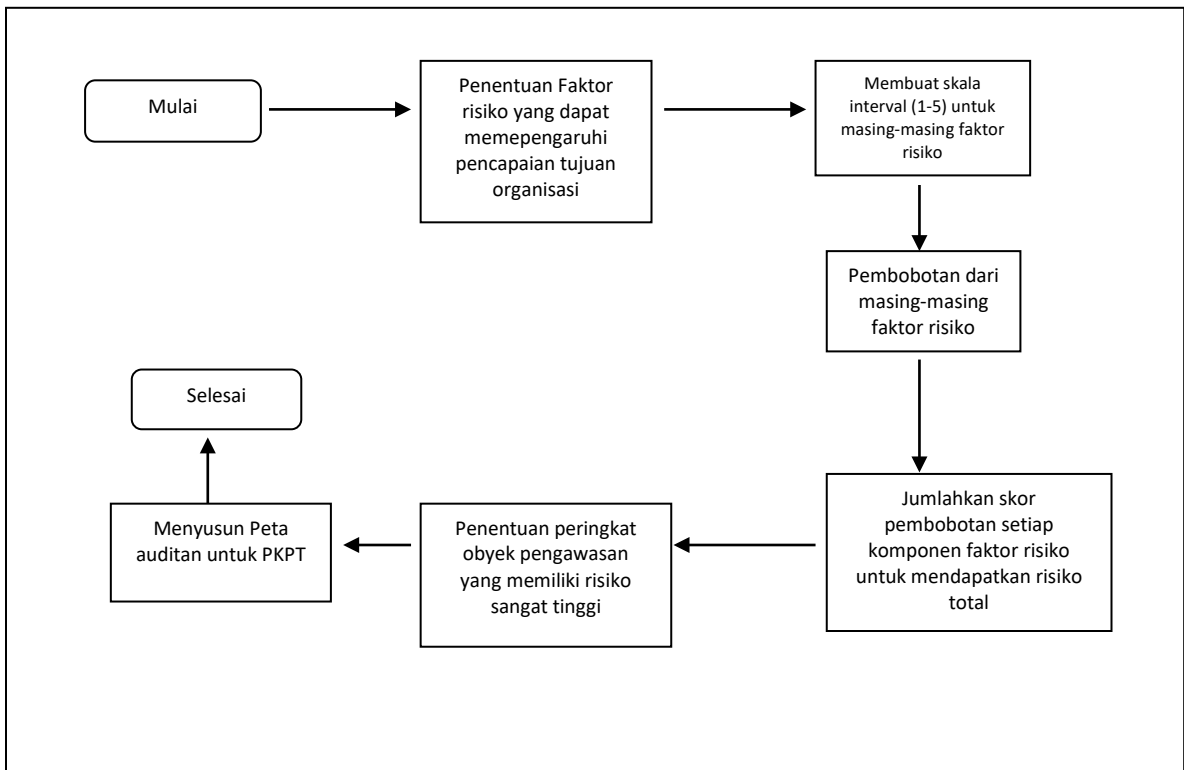 Mulai
Penentuan Faktor
risiko yang dapat
memepengaruhi
pencapaian tujuan
organisasi
Membuat skala
interval (1-5) untuk
masing-masing faktor
risiko
Pembobotan dari
masing-masing
faktor risiko
Jumlahkan skor
pembobotan setiap
komponen faktor risiko
untuk mendapatkan risiko
total
Penentuan peringkat
obyek pengawasan
yang memiliki risiko
sangat tinggi
Menyusun Peta
auditan untuk PKPT
Selesai